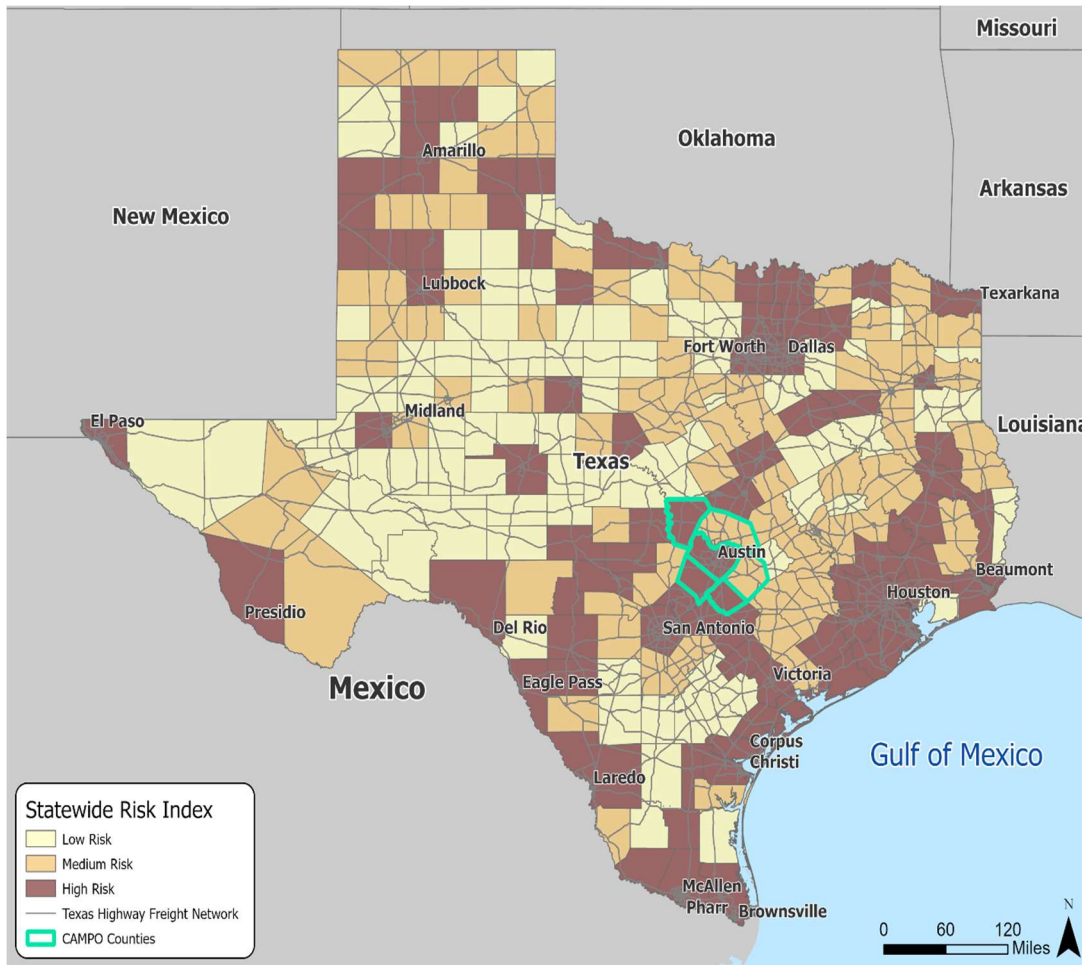 Missouri
Oklahoma
Amarillo
Arkansas
New Mexico
Lubbock
Texarkana
Fort Worth
Dallas
Midland
El Paso
Louisiana
Texas
Austin
Beaumont
Houston
Presidio
Del Rio
San Antonio
Victoria
Eagle Pass
Mexico
Corpus
Christi
Gulf of Mexico
Laredo
McAllen
Pharr
Brownsville
Statewide Risk Index
Low Risk
Medium Risk
High Risk
Texas Highway Freight Network
CAMPO Counties
N
0 60 120
Miles